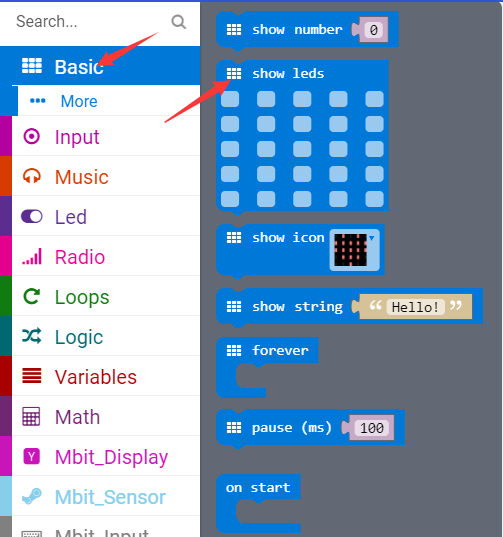 Search...
Basic
More
Input
Music
Led
Radio
Loops
Logic
Variables
Math
Mbit_Display
Mbit_Sensor
Mbit_Input
show number 0
show leds
show icon
show string “ Hello! ”
forever
pause (ms) 100
on start